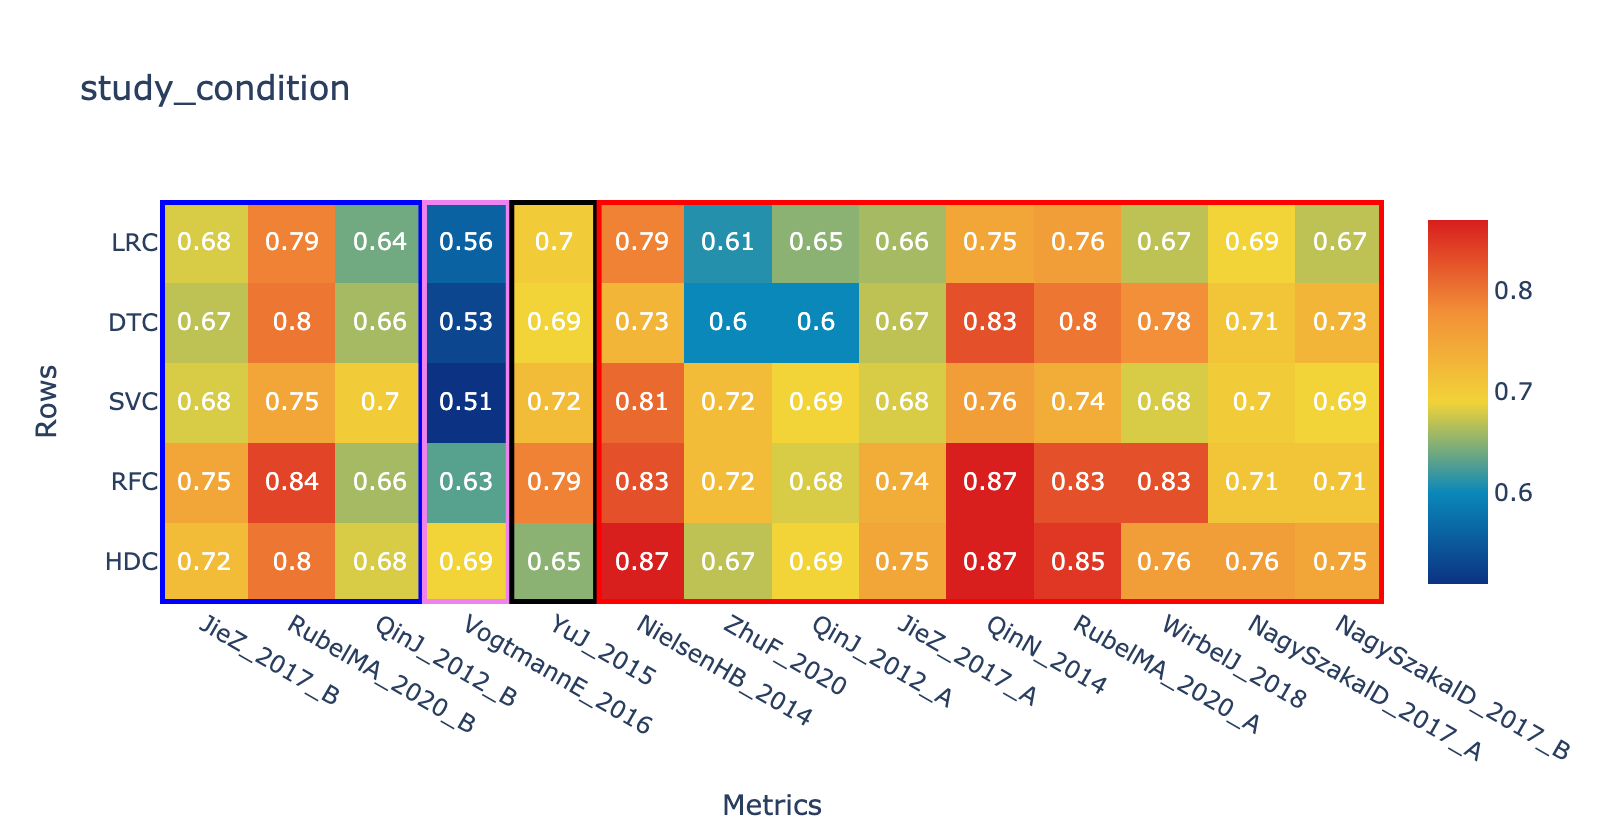 study_condition
Rows
LRC 0.68 0.79 0.64 0.56 0.7 0.79 0.61 0.65 0.66 0.75 0.76 0.67 0.69 0.67
DTC 0.67 0.8 0.66 0.53 0.69 0.73 0.6 0.6 0.67 0.83 0.8 0.78 0.71 0.73
SVC 0.68 0.75 0.7 0.51 0.72 0.81 0.72 0.69 0.68 0.76 0.74 0.68 0.7 0.69
RFC 0.75 0.84 0.66 0.63 0.79 0.83 0.72 0.68 0.74 0.87 0.83 0.83 0.71 0.71
HDC 0.72 0.8 0.68 0.69 0.65 0.87 0.67 0.69 0.75 0.87 0.85 0.76 0.76 0.75
JieZ_2017_B
RubelMA_2020_B
QinJ_2012_B
VogtmannE_2016
YuJ_2015
NielsenHB_2014
ZhuF_2020
QinJ_2012_A
JieZ_2017_A
QinN_2014
RubelMA_2020_A
WirbelJ_2018
NagySzakalD_2017_A
NagySzakalD_2017_B
Metrics
0.8
0.7
0.6